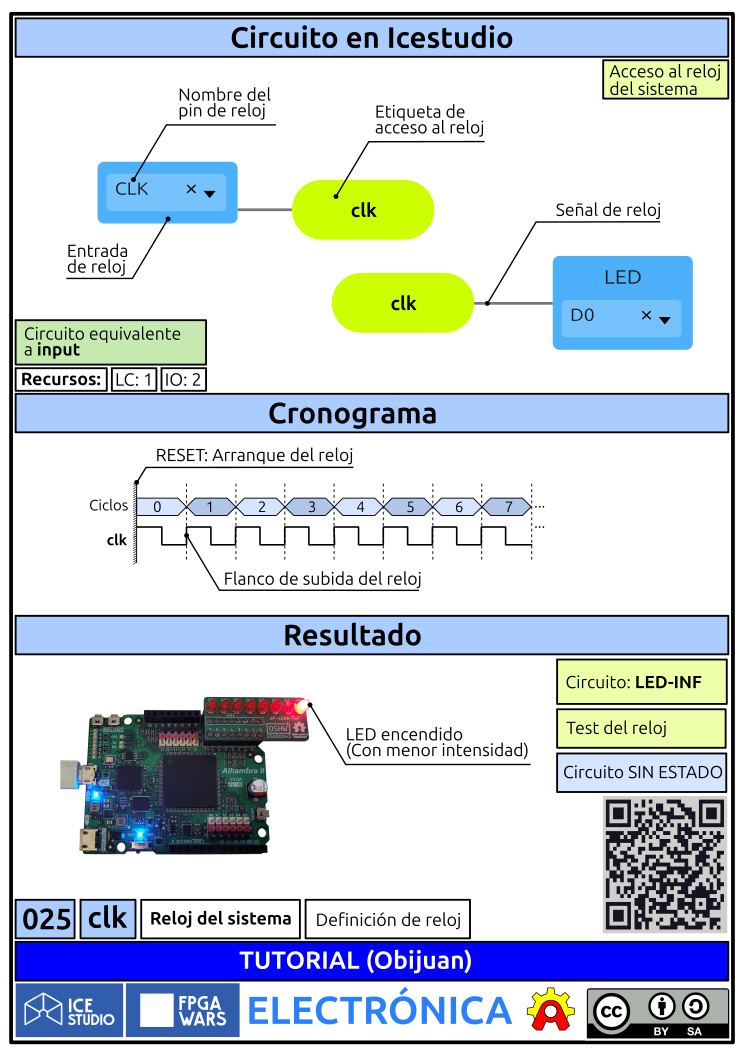 Circuito en Icestudio
Acceso al reloj
del sistema
Nombre del
pin de reloj
Etiqueta de
acceso al reloj
CLK
clk
Señal de reloj
Entrada
de reloj
LED
clk
D0
Circuito equivalente
a input
Recursos: LC: 1 IO: 2
Cronograma
RESET: Arranque del reloj
Ciclos 0 1 2 3 4 5 6 7 ...
clk ...
Flanco de subida del reloj
Resultado
Circuito: LED-INF
Test del reloj
Circuito SIN ESTADO
LED encendido
(Con menor intensidad)
OSHW
Alhambra II
025 clk Reloj del sistema Definición de reloj
TUTORIAL (Obijuan)
ICE
STUDIO
FPGA
WARS
ELECTRÓNICA
cc
BY SA